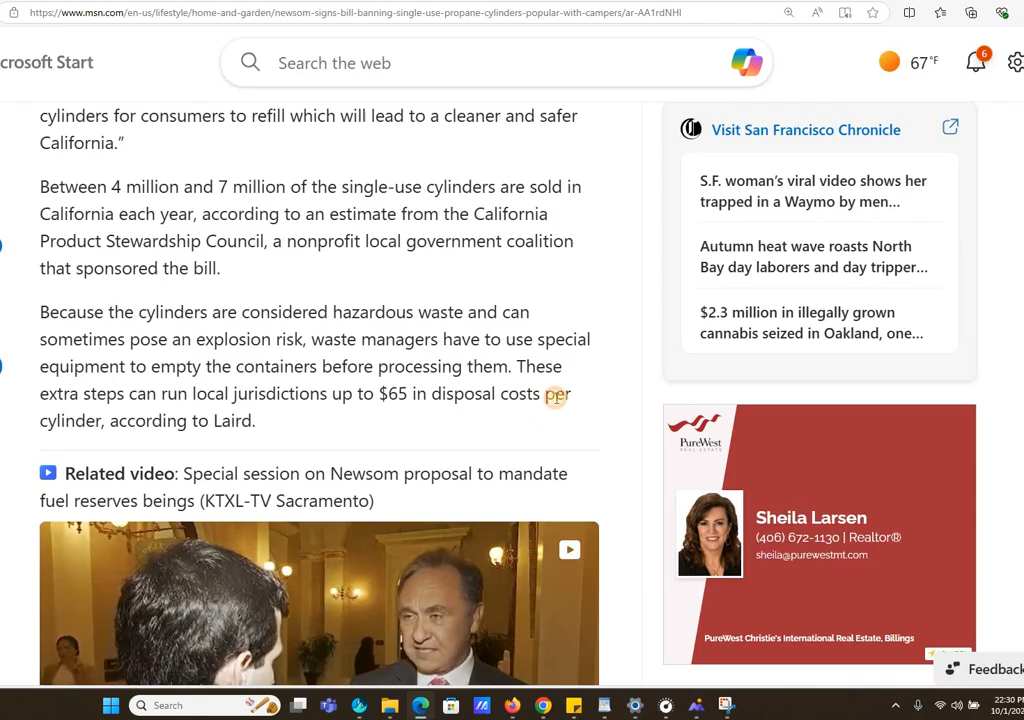 https://www.msn.com/en-us/lifestyle/home-and-garden/newsom-signs-bill-banning-single-use-propane-cylinders-popular-with-campers/ar-AA1rdNHI
crosoft Start
Search the web
67°F
6
cylinders for consumers to refill which will lead to a cleaner and safer
California.”
Between 4 million and 7 million of the single-use cylinders are sold in
California each year, according to an estimate from the California
Product Stewardship Council, a nonprofit local government coalition
that sponsored the bill.
Because the cylinders are considered hazardous waste and can
sometimes pose an explosion risk, waste managers have to use special
equipment to empty the containers before processing them. These
extra steps can run local jurisdictions up to $65 in disposal costs per
cylinder, according to Laird.
Related video: Special session on Newsom proposal to mandate
fuel reserves beings (KTXL-TV Sacramento)
Visit San Francisco Chronicle
S.F. woman’s viral video shows her
trapped in a Waymo by men...
Autumn heat wave roasts North
Bay day laborers and day tripper...
$2.3 million in illegally grown
cannabis seized in Oakland, one...
PureWest
REAL ESTATE
Sheila Larsen
(406) 672-1130 | Realtor®
sheila@purewestmt.com
PureWest Christie's International Real Estate, Billings
Feedback
Search
22:30 P
10/1/202